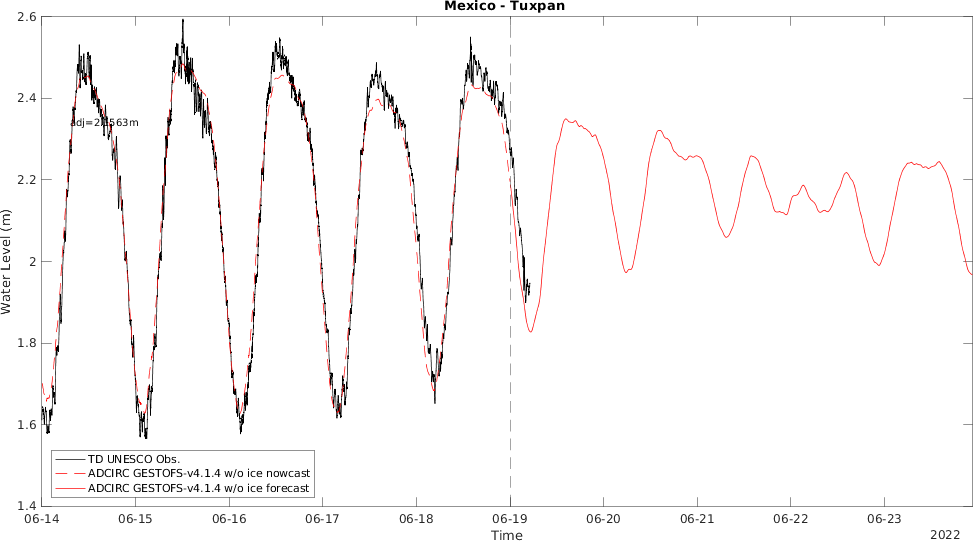 Mexico - Tuxpan
2.6
2.4
2.2
2
1.8
1.6
1.4
Water Level (m)
TD UNESCO Obs.
ADCIRC GESTOFS-v4.1.4 w/o ice nowcast
ADCIRC GESTOFS-v4.1.4 w/o ice forecast
06-14 06-15 06-16 06-17 06-18 06-19 06-20 06-21 06-22 06-23
Time
2022